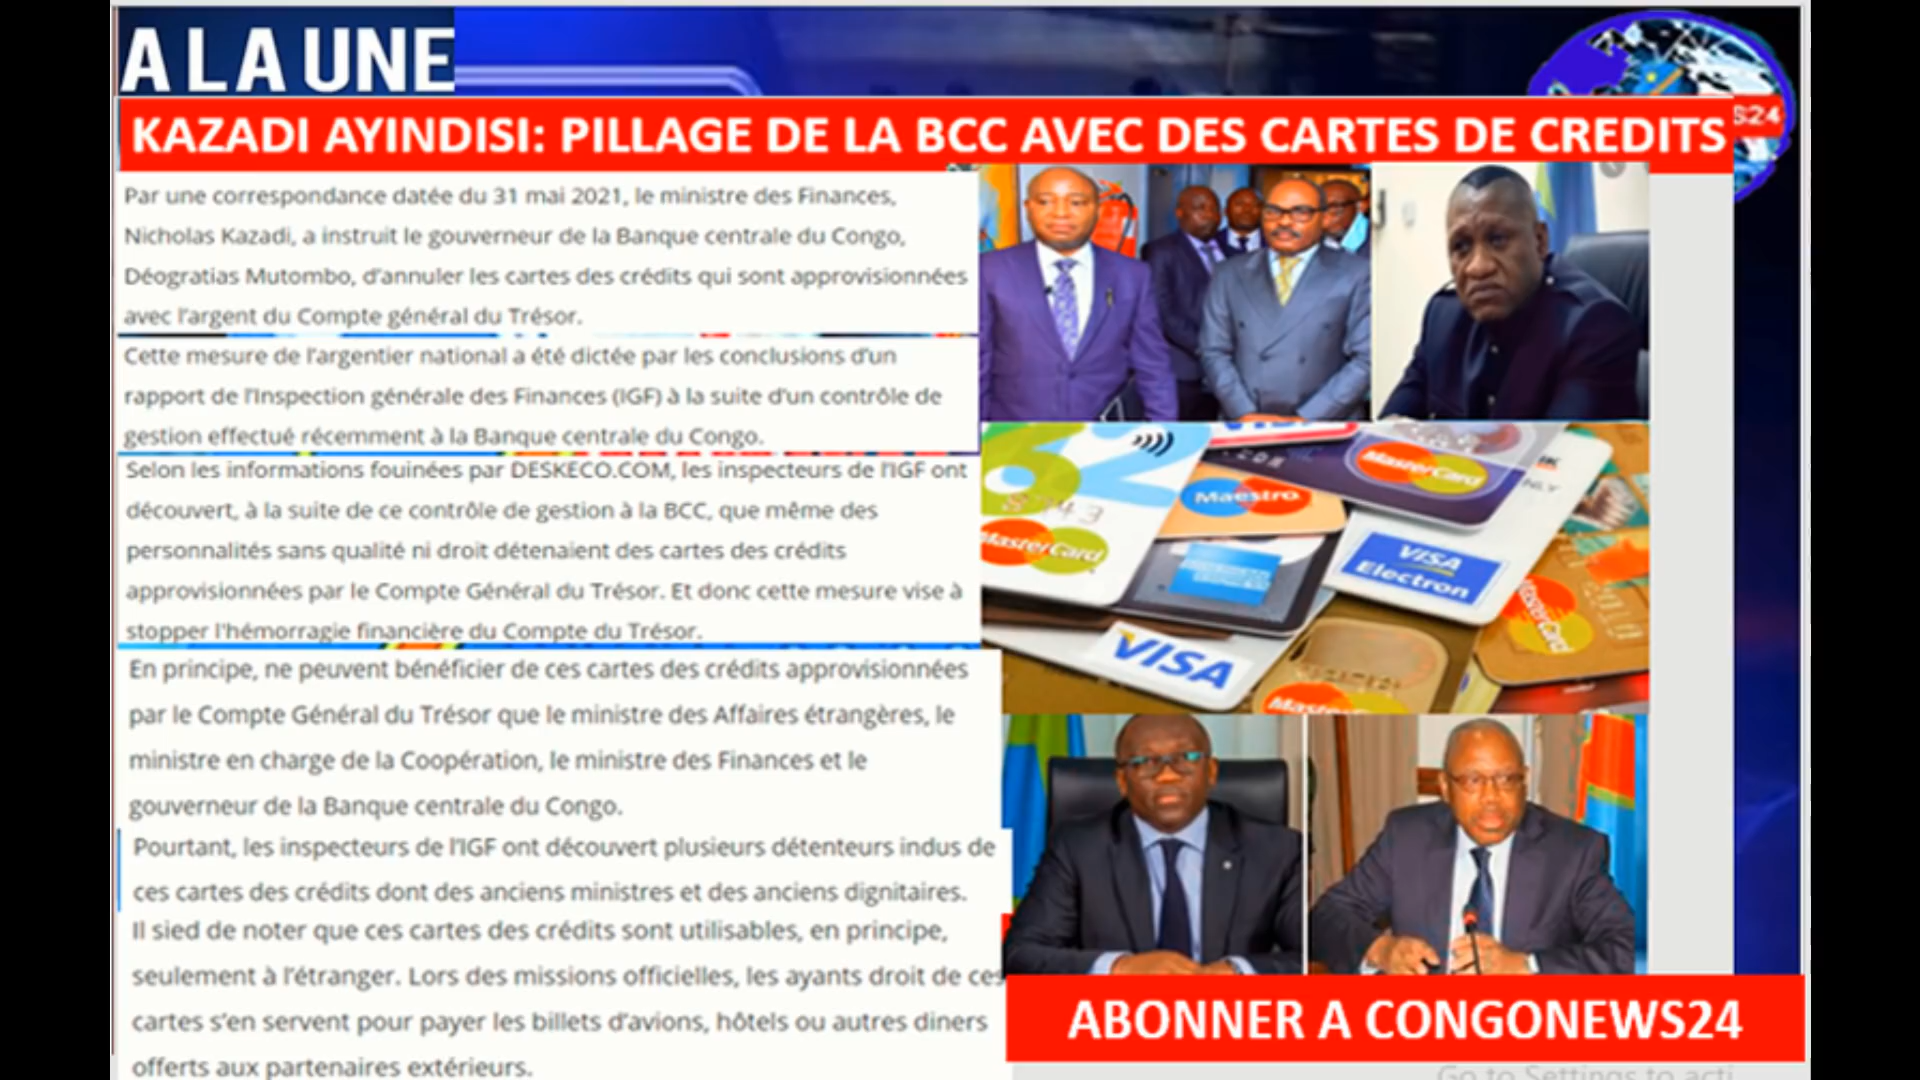 A LA UNE
S24
KAZADI AYINDISI: PILLAGE DE LA BCC AVEC DES CARTES DE CREDITS
Par une correspondance datée du 31 mai 2021, le ministre des Finances,
Nicholas Kazadi, a instruit le gouverneur de la Banque centrale du Congo,
Déogratias Mutombo, d'annuler les cartes des crédits qui sont approvisionnées
avec l'argent du Compte général du Trésor.
Cette mesure de l'argentier national a été dictée par les conclusions d'un
rapport de l'Inspection générale des Finances (IGF) à la suite d'un contrôle de
gestion effectué récemment à la Banque centrale du Congo.
Selon les informations fouinées par DESKECO.COM, les inspecteurs de l'IGF ont
découvert, à la suite de ce contrôle de gestion à la BCC, que même des
personnalités sans qualité ni droit détenaient des cartes des crédits
approvisionnées par le Compte Général du Trésor. Et donc cette mesure vise à
stopper l'hémorragie financière du Compte du Trésor.
En principe, ne peuvent bénéficier de ces cartes des crédits approvisionnées
par le Compte Général du Trésor que le ministre des Affaires étrangères, le
ministre en charge de la Coopération, le ministre des Finances et le
gouverneur de la Banque centrale du Congo.
Pourtant, les inspecteurs de l'IGF ont découvert plusieurs détenteurs indus de
ces cartes des crédits dont des anciens ministres et des anciens dignitaires.
Il sied de noter que ces cartes des crédits sont utilisables, en principe,
seulement à l'étranger. Lors des missions officielles, les ayants droit de ces
cartes s'en servent pour payer les billets d'avions, hôtels ou autres diners
offerts aux partenaires extérieurs.
62
VISA
MasterCard
Maestro
MasterCard
VISA
Electron
MasterCard
VISA
ABONNER A CONGONEWS24
Go to Settings to acti